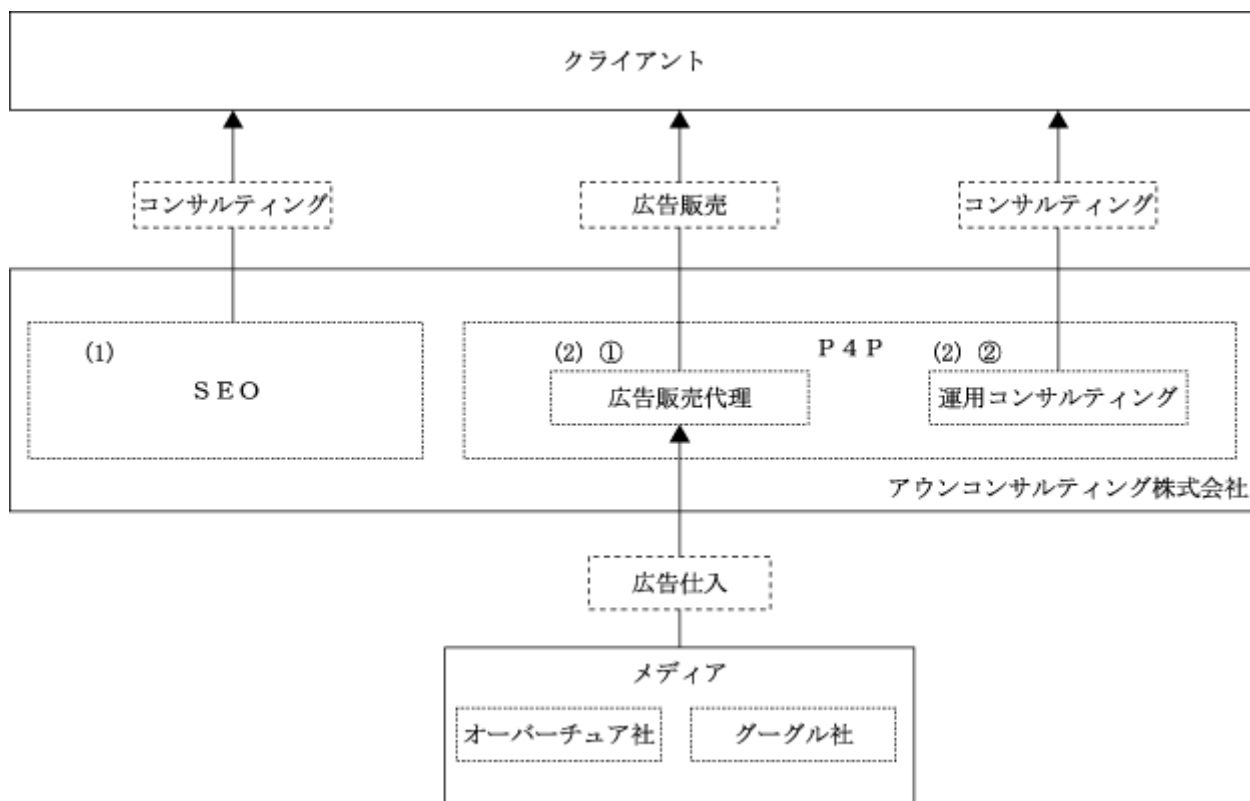 クライアント
コンサルティング
広告販売
コンサルティング
(1)
ＳＥＯ
(2) ①
Ｐ４Ｐ
(2) ②
広告販売代理
運用コンサルティング
アウンコンサルティング株式会社
広告仕入
メディア
オーバーチュア社
グーグル社